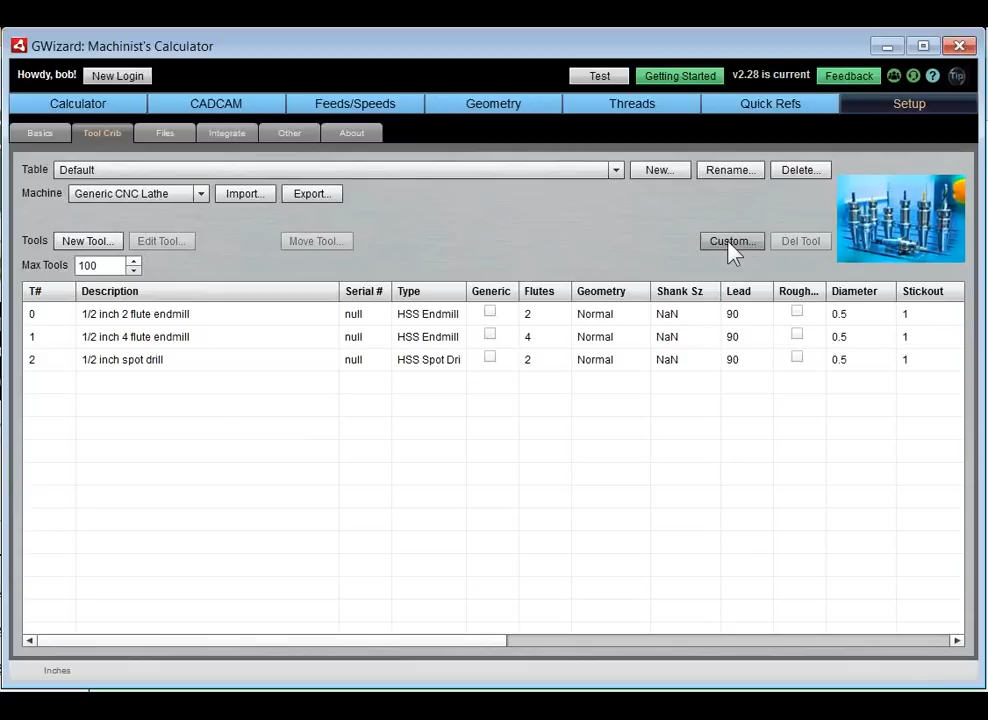 GWizard: Machinist's Calculator
Howdy, bob! New Login Test Getting Started v2.28 is current Feedback ? Tip
Calculator CADCAM Feeds/Speeds Geometry Threads Quick Refs Setup
Basics Tool Crib Files Integrate Other About
Table Default New... Rename... Delete...
Machine Generic CNC Lathe Import... Export...
Tools New Tool... Edit Tool... Move Tool... Custom... Del Tool
Max Tools 100
T# Description Serial # Type Generic Flutes Geometry Shank Sz Lead Rough... Diameter Stickout
0 1/2 inch 2 flute endmill null HSS Endmill 2 Normal NaN 90 0.5 1
1 1/2 inch 4 flute endmill null HSS Endmill 4 Normal NaN 90 0.5 1
2 1/2 inch spot drill null HSS Spot Dri 2 Normal NaN 90 0.5 1
Inches